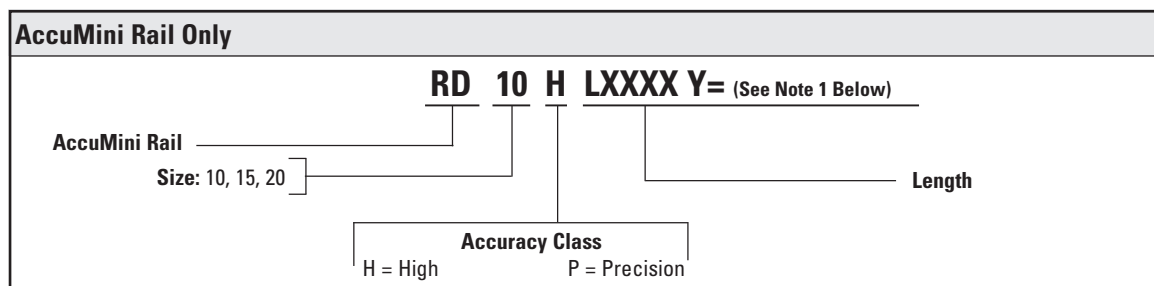 AccuMini Rail Only
RD 10 H LXXXX Y= (See Note 1 Below)
AccuMini Rail
Size: 10, 15, 20
Length
Accuracy Class
H = High P = Precision